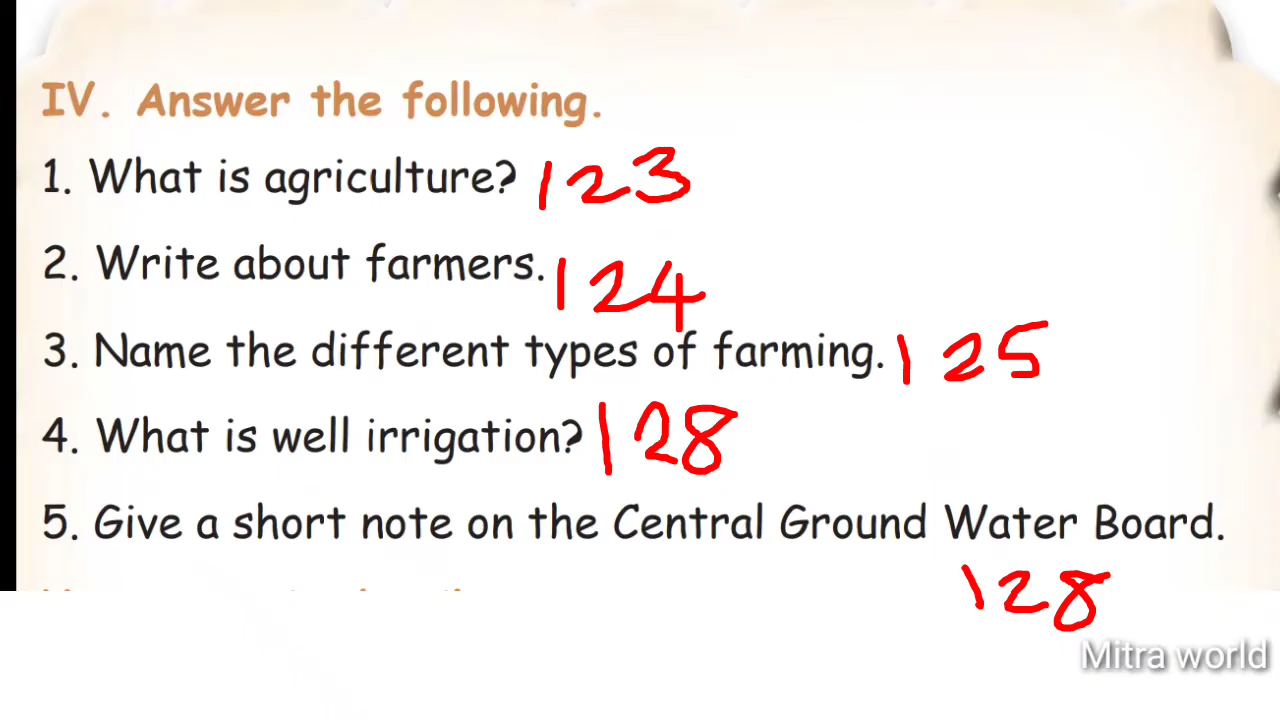 IV. Answer the following.
1. What is agriculture? 123
2. Write about farmers. 124
3. Name the different types of farming. 125
4. What is well irrigation? 128
5. Give a short note on the Central Ground Water Board.
128
Mitra world